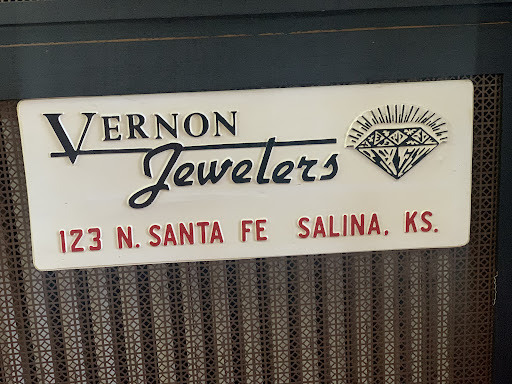 VERNON
Jewelers
123 N. SANTA FE SALINA, KS.